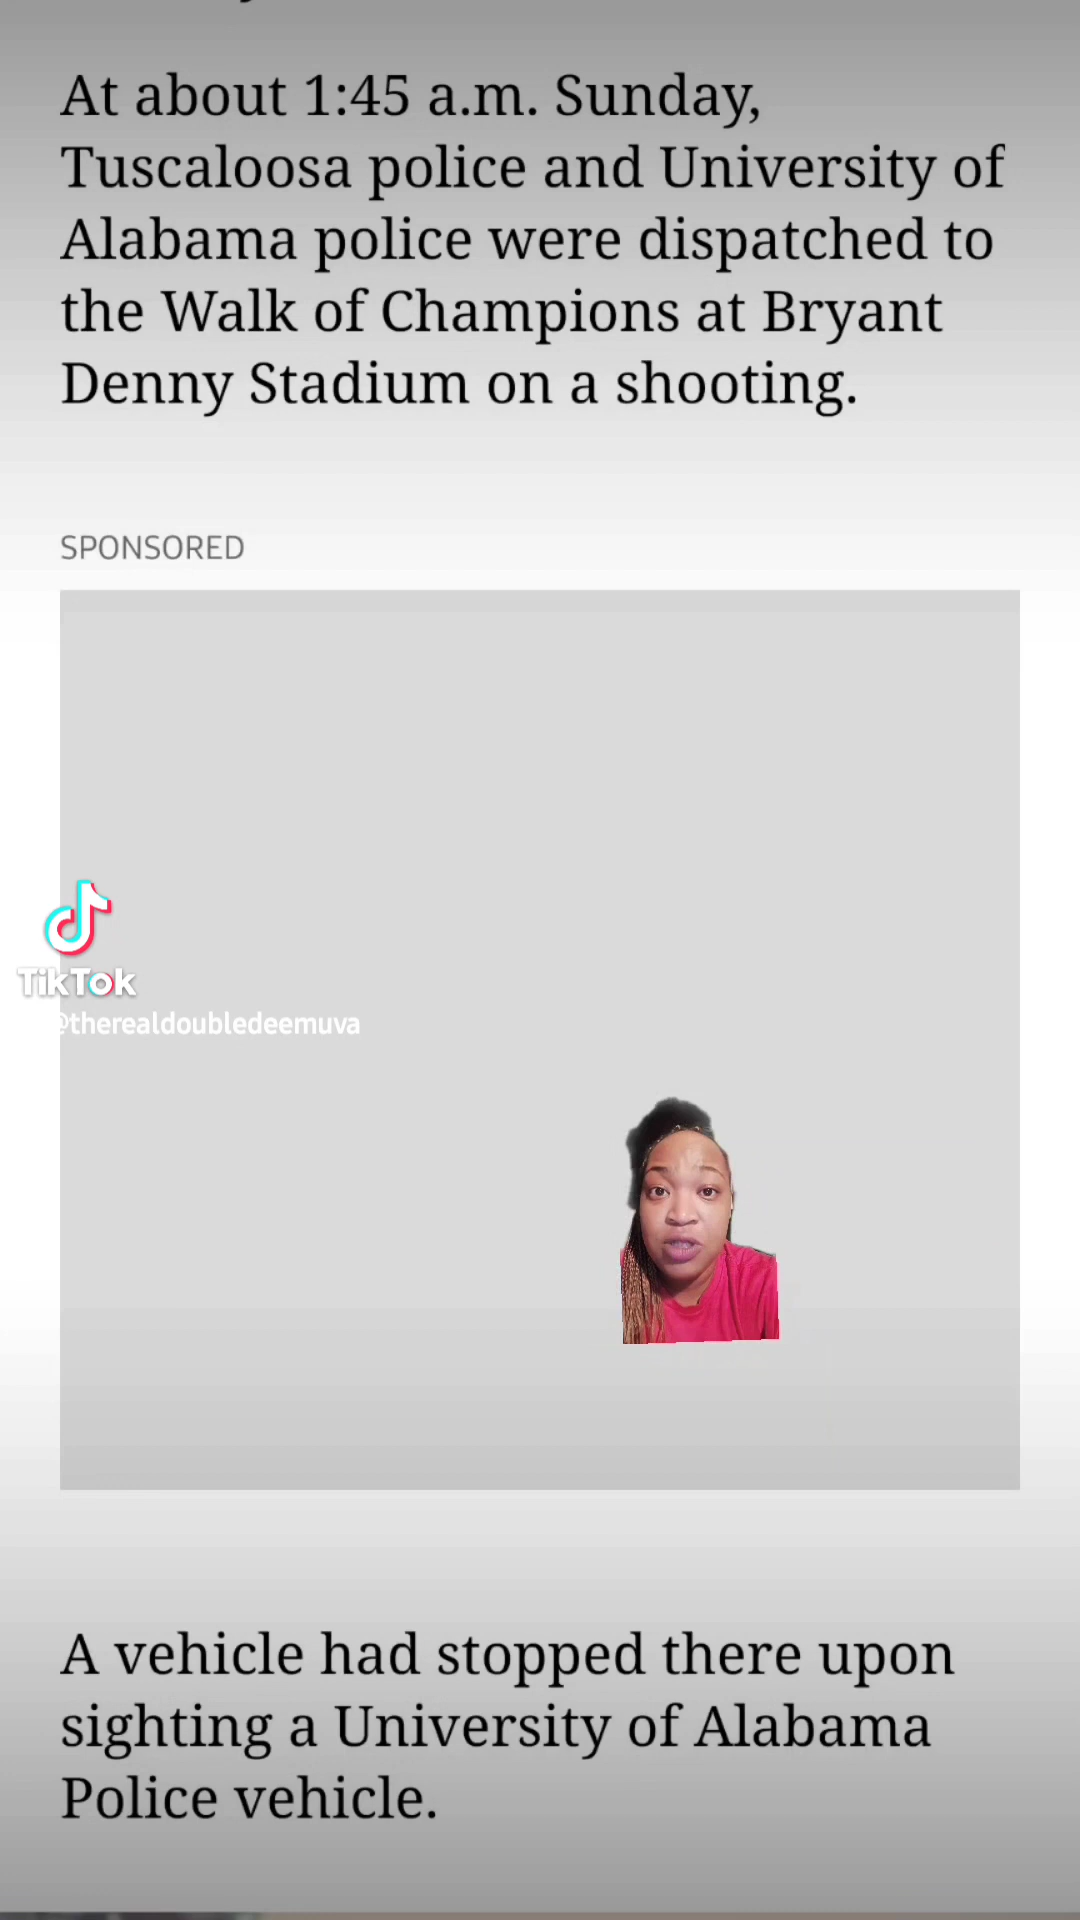 At about 1:45 a.m. Sunday,
Tuscaloosa police and University of
Alabama police were dispatched to
the Walk of Champions at Bryant
Denny Stadium on a shooting.
SPONSORED
TikTok
@therealdoubledeemuva
A vehicle had stopped there upon
sighting a University of Alabama
Police vehicle.